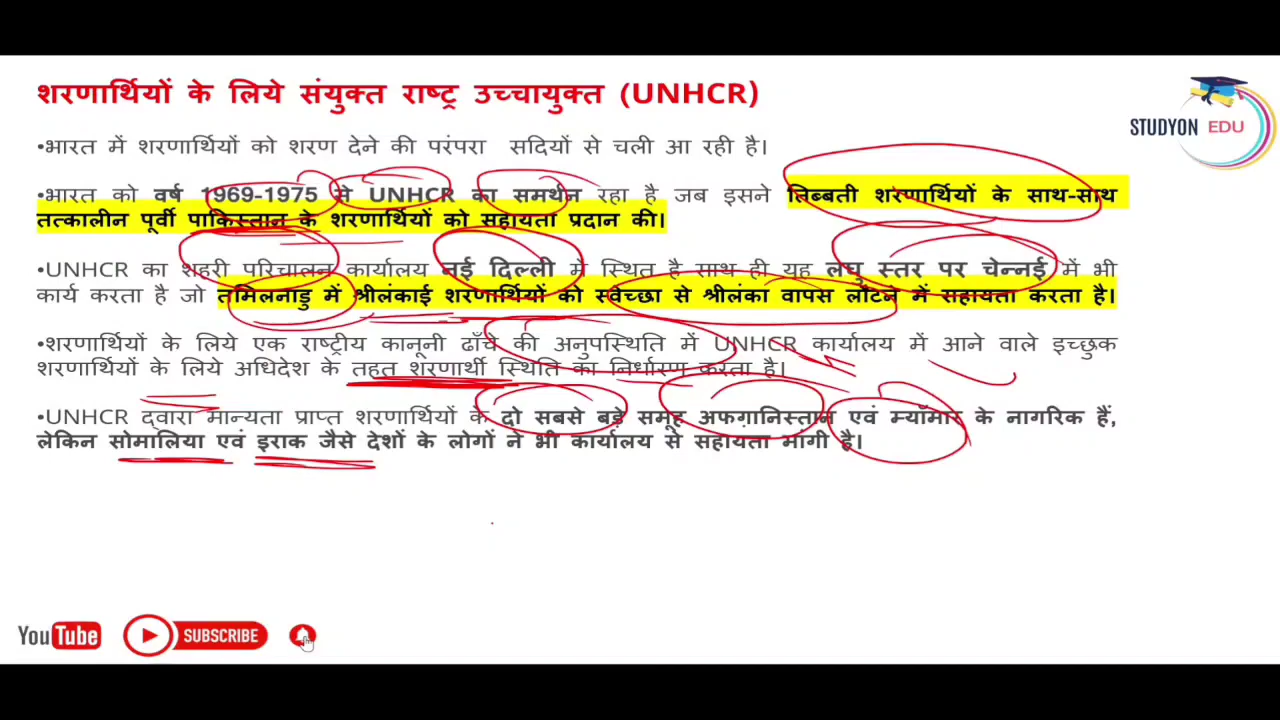 शरणार्थियों के लिये संयुक्त राष्ट्र उच्चायुक्त (UNHCR)
STUDYON EDU
•भारत में शरणार्थियों को शरण देने की परंपरा सदियों से चली आ रही है।
•भारत को वर्ष 1969-1975 से UNHCR का समर्थन रहा है जब इसने तिब्बती शरणार्थियों के साथ-साथ
तत्कालीन पूर्वी पाकिस्तान के शरणार्थियों को सहायता प्रदान की।
•UNHCR का शहरी परिचालन कार्यालय नई दिल्ली में स्थित है साथ ही यह लघु स्तर पर चेन्नई में भी
कार्य करता है जो तमिलनाडु में श्रीलंकाई शरणार्थियों को स्वेच्छा से श्रीलंका वापस लौटने में सहायता करता है।
•शरणार्थियों के लिये एक राष्ट्रीय कानूनी ढाँचे की अनुपस्थिति में UNHCR कार्यालय में आने वाले इच्छुक
शरणार्थियों के लिये अधिदेश के तहत शरणार्थी स्थिति का निर्धारण करता है।
•UNHCR द्वारा मान्यता प्राप्त शरणार्थियों के दो सबसे बड़े समूह अफग़ानिस्तान एवं म्याँमार के नागरिक हैं,
लेकिन सोमालिया एवं इराक जैसे देशों के लोगों ने भी कार्यालय से सहायता मांगी है।
YouTube SUBSCRIBE